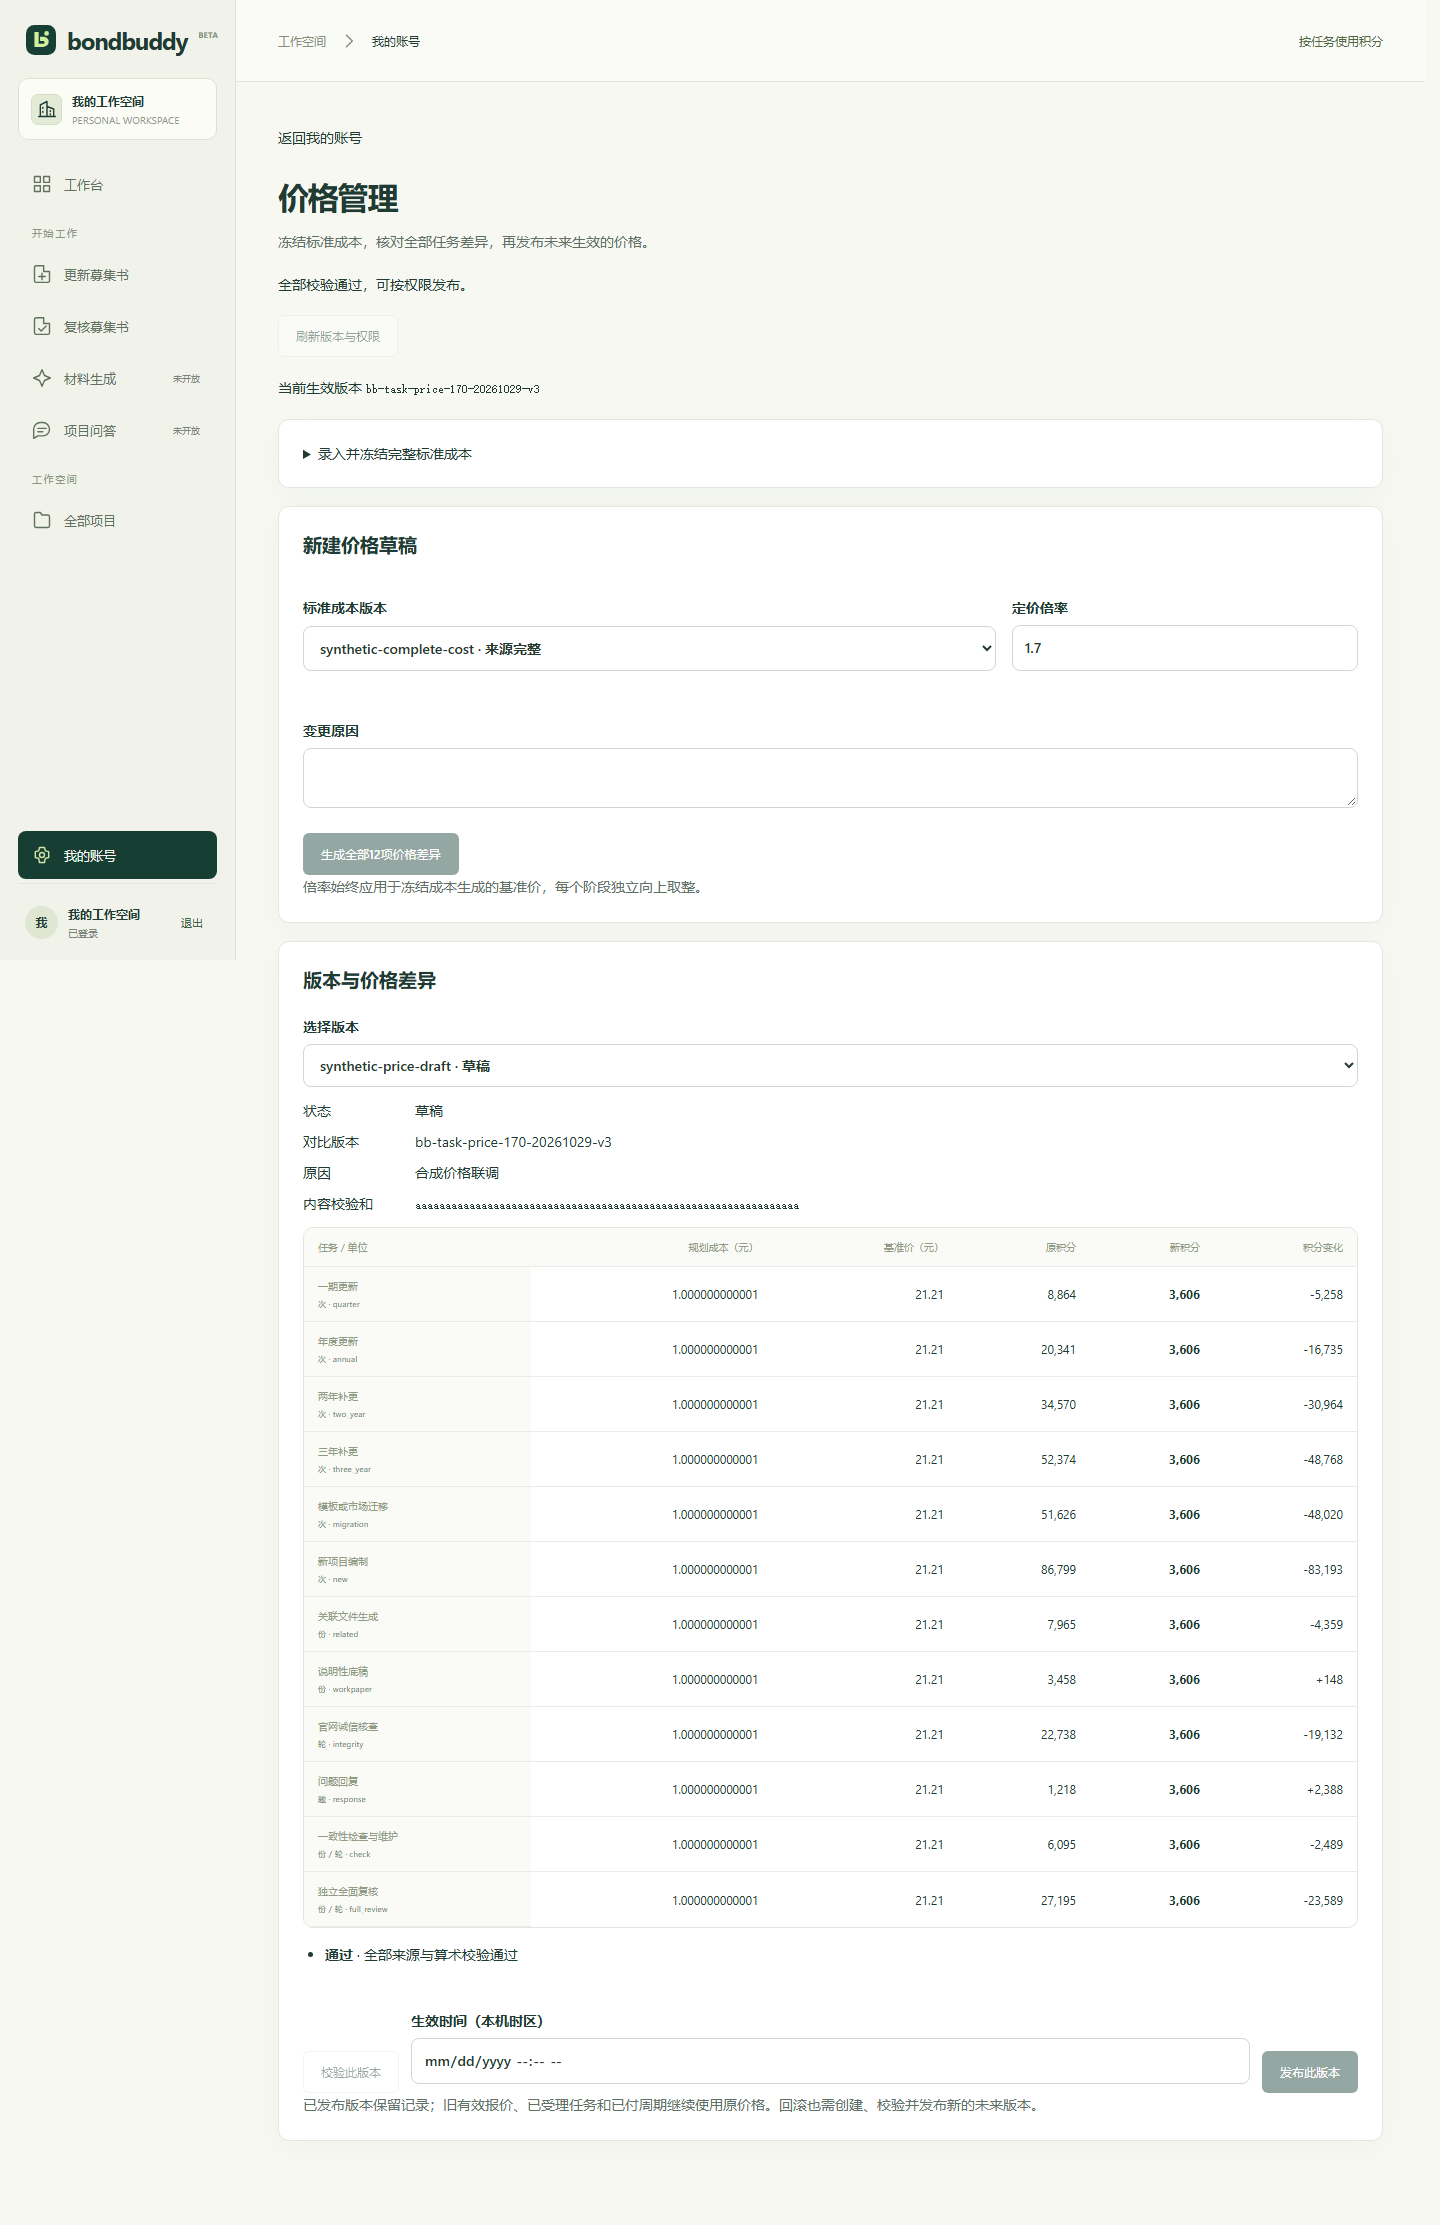 bondbuddy BETA
我的工作空间
PERSONAL WORKSPACE
工作台
开始工作
更新募集书
复核募集书
材料生成 未开放
项目问答 未开放
工作空间
全部项目
我的账号
我 我的工作空间
已登录
退出
工作空间 > 我的账号
按任务使用积分
返回我的账号
价格管理
冻结标准成本，核对全部任务差异，再发布未来生效的价格。
全部校验通过，可按权限发布。
刷新版本与权限
当前生效版本 bb-task-price-170-20261029-v3
录入并冻结完整标准成本
新建价格草稿
标准成本版本 定价倍率
synthetic-complete-cost · 来源完整 1.7
变更原因
生成全部12项价格差异
倍率始终应用于冻结成本生成的基准价，每个阶段独立向上取整。
版本与价格差异
选择版本
synthetic-price-draft · 草稿
状态 草稿
对比版本 bb-task-price-170-20261029-v3
原因 合成价格联调
内容校验和 aaaaaaaaaaaaaaaaaaaaaaaaaaaaaaaaaaaaaaaaaaaaaaaaaaaaaaaaaaaaaaaa
任务 / 单位 规划成本（元） 基准价（元） 原积分 新积分 积分变化
一期更新
次 · quarter 1.000000000001 21.21 8,864 3,606 -5,258
年度更新
次 · annual 1.000000000001 21.21 20,341 3,606 -16,735
两年补更
次 · two_year 1.000000000001 21.21 34,570 3,606 -30,964
三年补更
次 · three_year 1.000000000001 21.21 52,374 3,606 -48,768
模板或市场迁移
次 · migration 1.000000000001 21.21 51,626 3,606 -48,020
新项目编制
次 · new 1.000000000001 21.21 86,799 3,606 -83,193
关联文件生成
份 · related 1.000000000001 21.21 7,965 3,606 -4,359
说明性底稿
份 · workpaper 1.000000000001 21.21 3,458 3,606 +148
官网诚信核查
轮 · integrity 1.000000000001 21.21 22,738 3,606 -19,132
问题回复
题 · response 1.000000000001 21.21 1,218 3,606 +2,388
一致性检查与维护
份 / 轮 · check 1.000000000001 21.21 6,095 3,606 -2,489
独立全面复核
份 / 轮 · full_review 1.000000000001 21.21 27,195 3,606 -23,589
通过 · 全部来源与算术校验通过
生效时间（本机时区）
校验此版本 mm/dd/yyyy --:-- -- 发布此版本
已发布版本保留记录；旧有效报价、已受理任务和已付周期继续使用原价格。回滚也需创建、校验并发布新的未来版本。